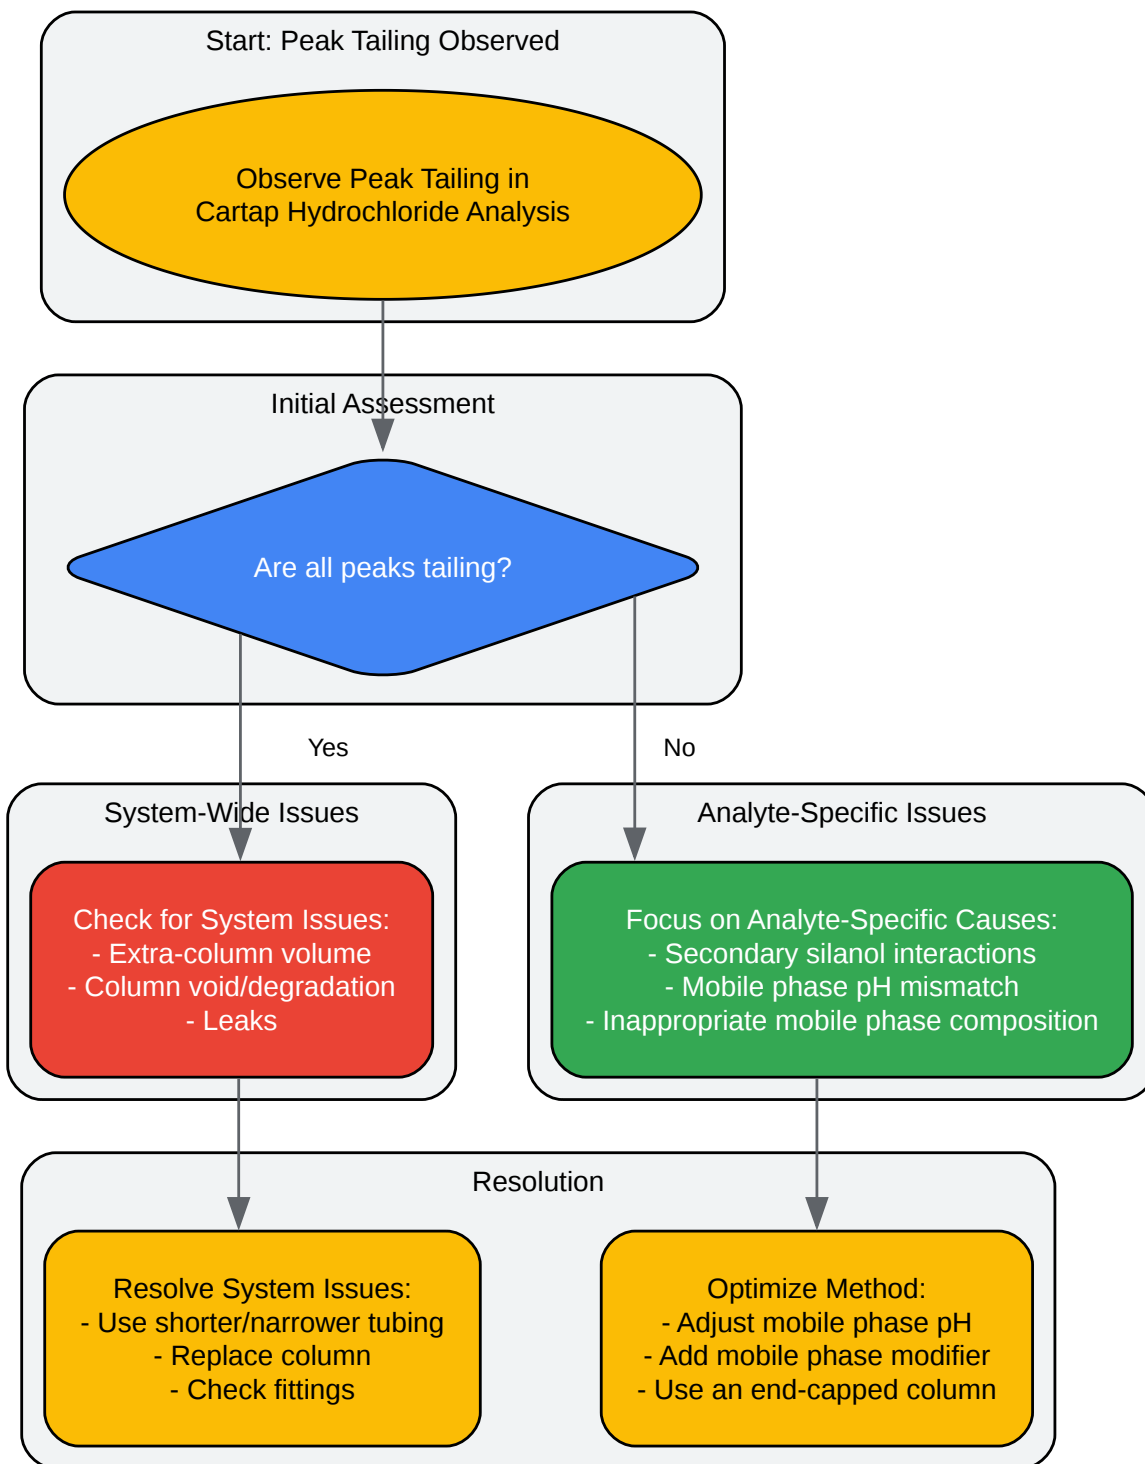 Start: Peak Tailing Observed
Observe Peak Tailing in
Cartap Hydrochloride Analysis
Initial Assessment
Are all peaks tailing?
Yes
No
System-Wide Issues
Check for System Issues:
- Extra-column volume
- Column void/degradation
- Leaks
Analyte-Specific Issues
Focus on Analyte-Specific Causes:
- Secondary silanol interactions
- Mobile phase pH mismatch
- Inappropriate mobile phase composition
Resolution
Resolve System Issues:
- Use shorter/narrower tubing
- Replace column
- Check fittings
Optimize Method:
- Adjust mobile phase pH
- Add mobile phase modifier
- Use an end-capped column